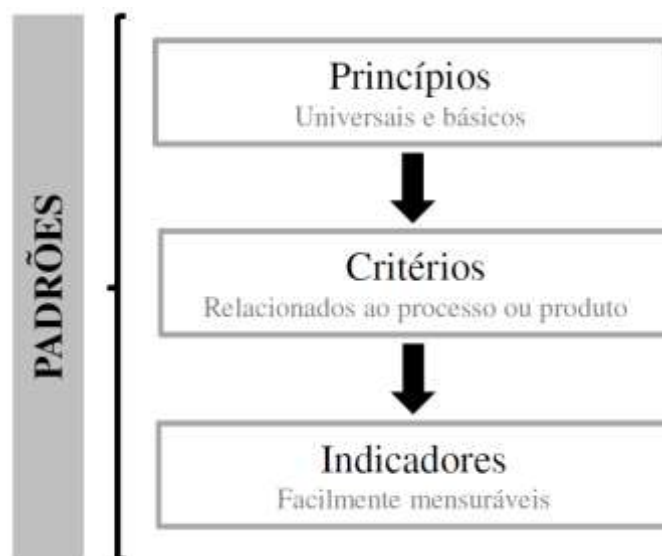 PADRÕES
Princípios
Universais e básicos
Critérios
Relacionados ao processo ou produto
Indicadores
Facilmente mensuráveis